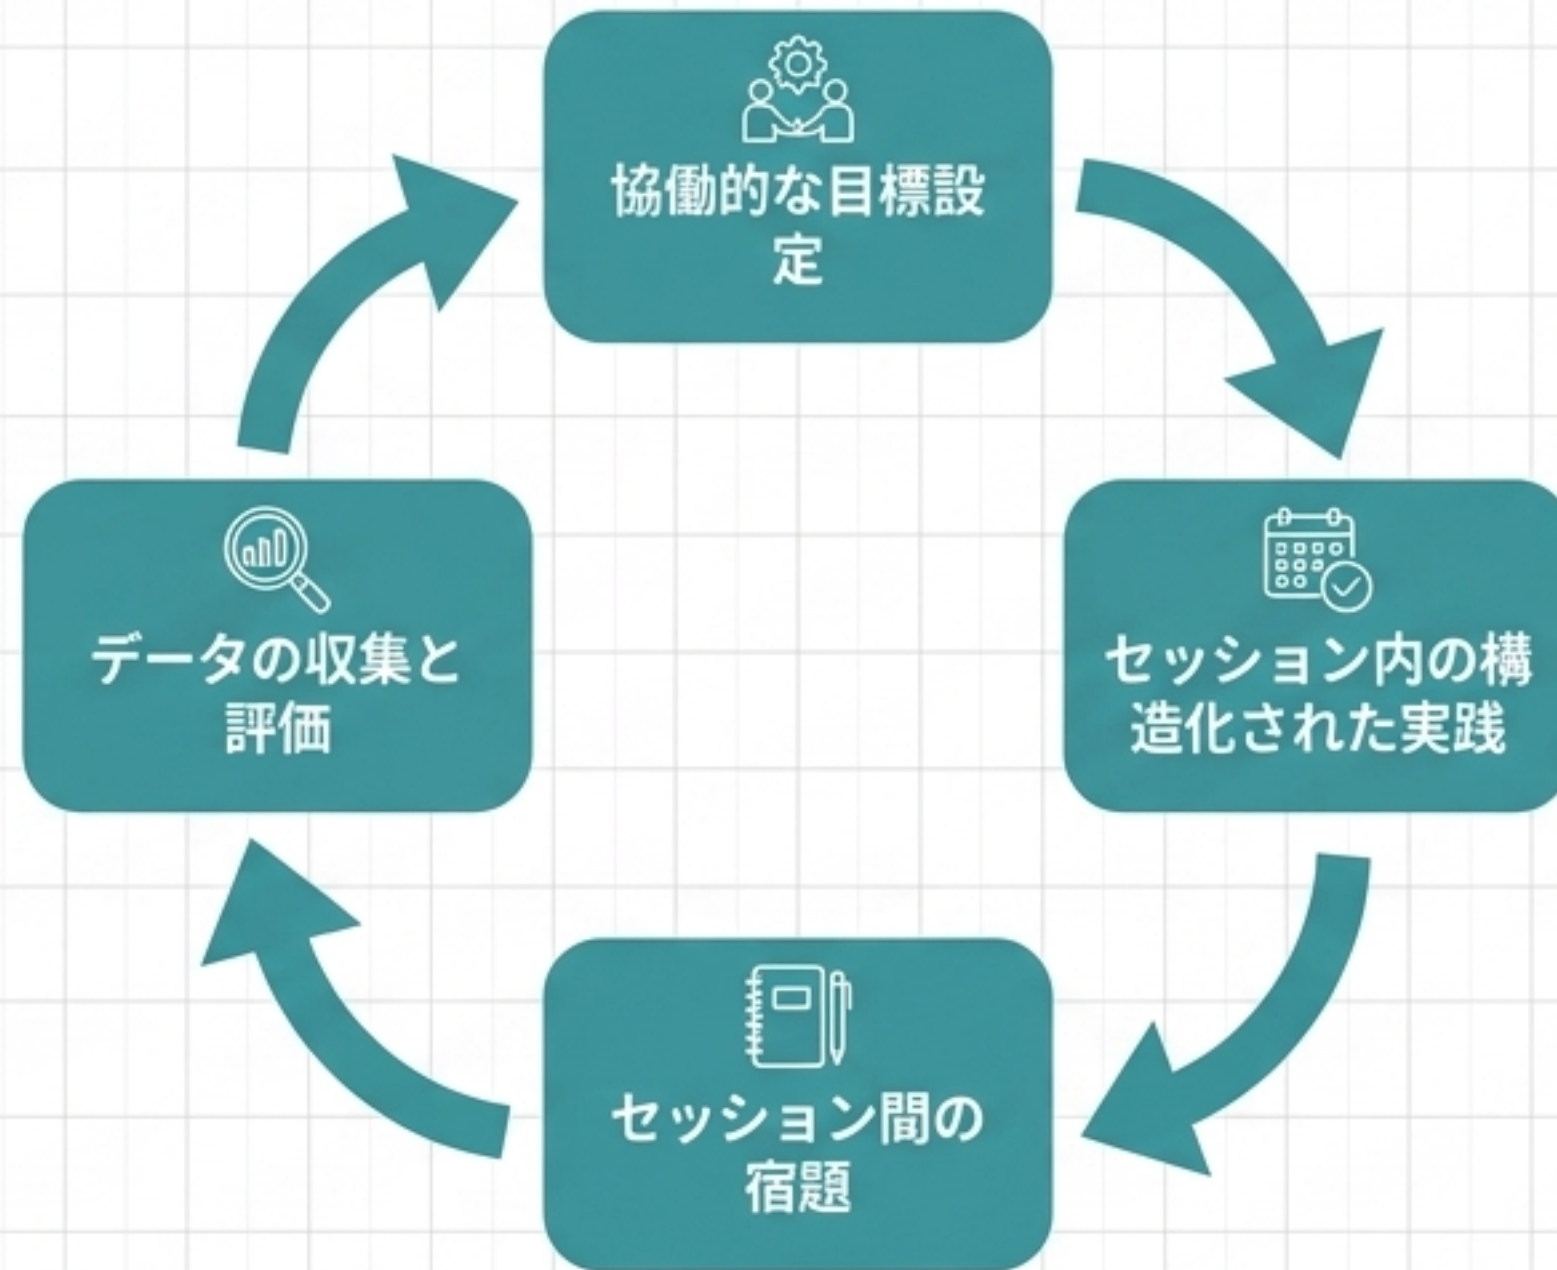 協働的な目標設
定
データの収集と
評価
セッション内の構
造化された実践
セッション間の
宿題